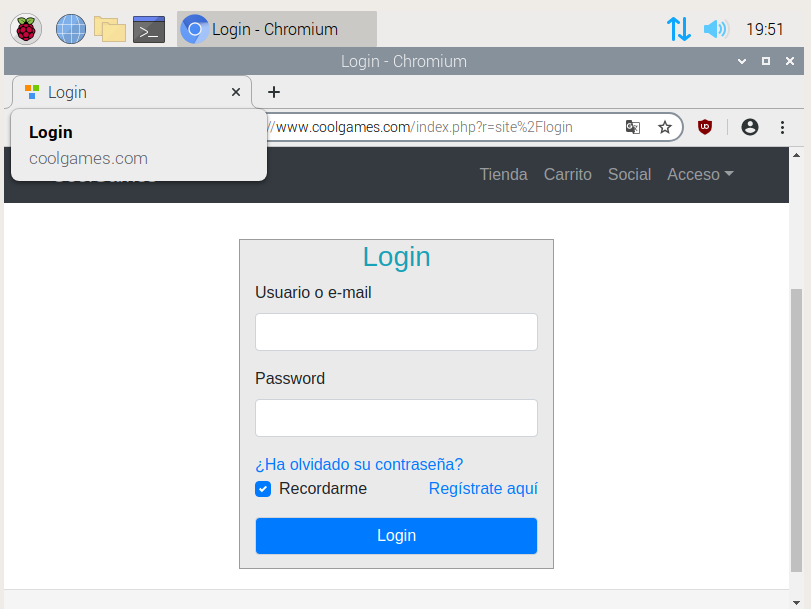 Login - Chromium
19:51
Login - Chromium
Login
//www.coolgames.com/index.php?r=site%2Flogin
Login
coolgames.com
Tienda Carrito Social Acceso
Login
Usuario o e-mail
Password
¿Ha olvidado su contraseña?
Recordarme Regístrate aquí
Login